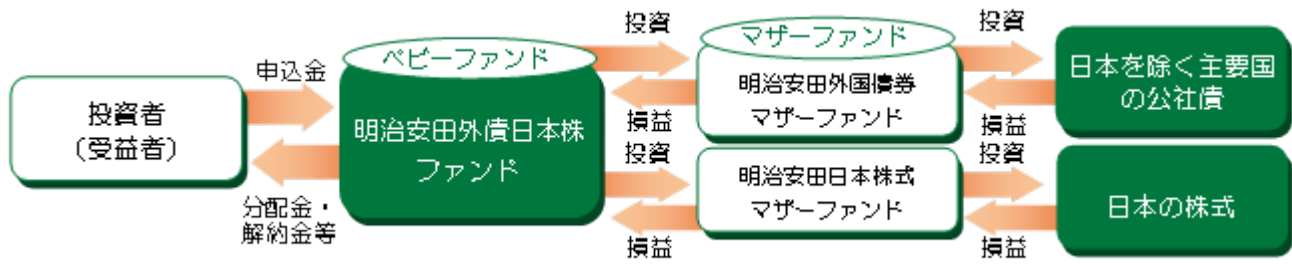 投資者
(受益者)
申込金
分配金・
解約金等
ベビーファンド
明治安田外債日本株
ファンド
投資
損益
投資
損益
マザーファンド
明治安田外国債券
マザーファンド
明治安田日本株式
マザーファンド
投資
損益
投資
損益
日本を除く主要国
の公社債
日本の株式